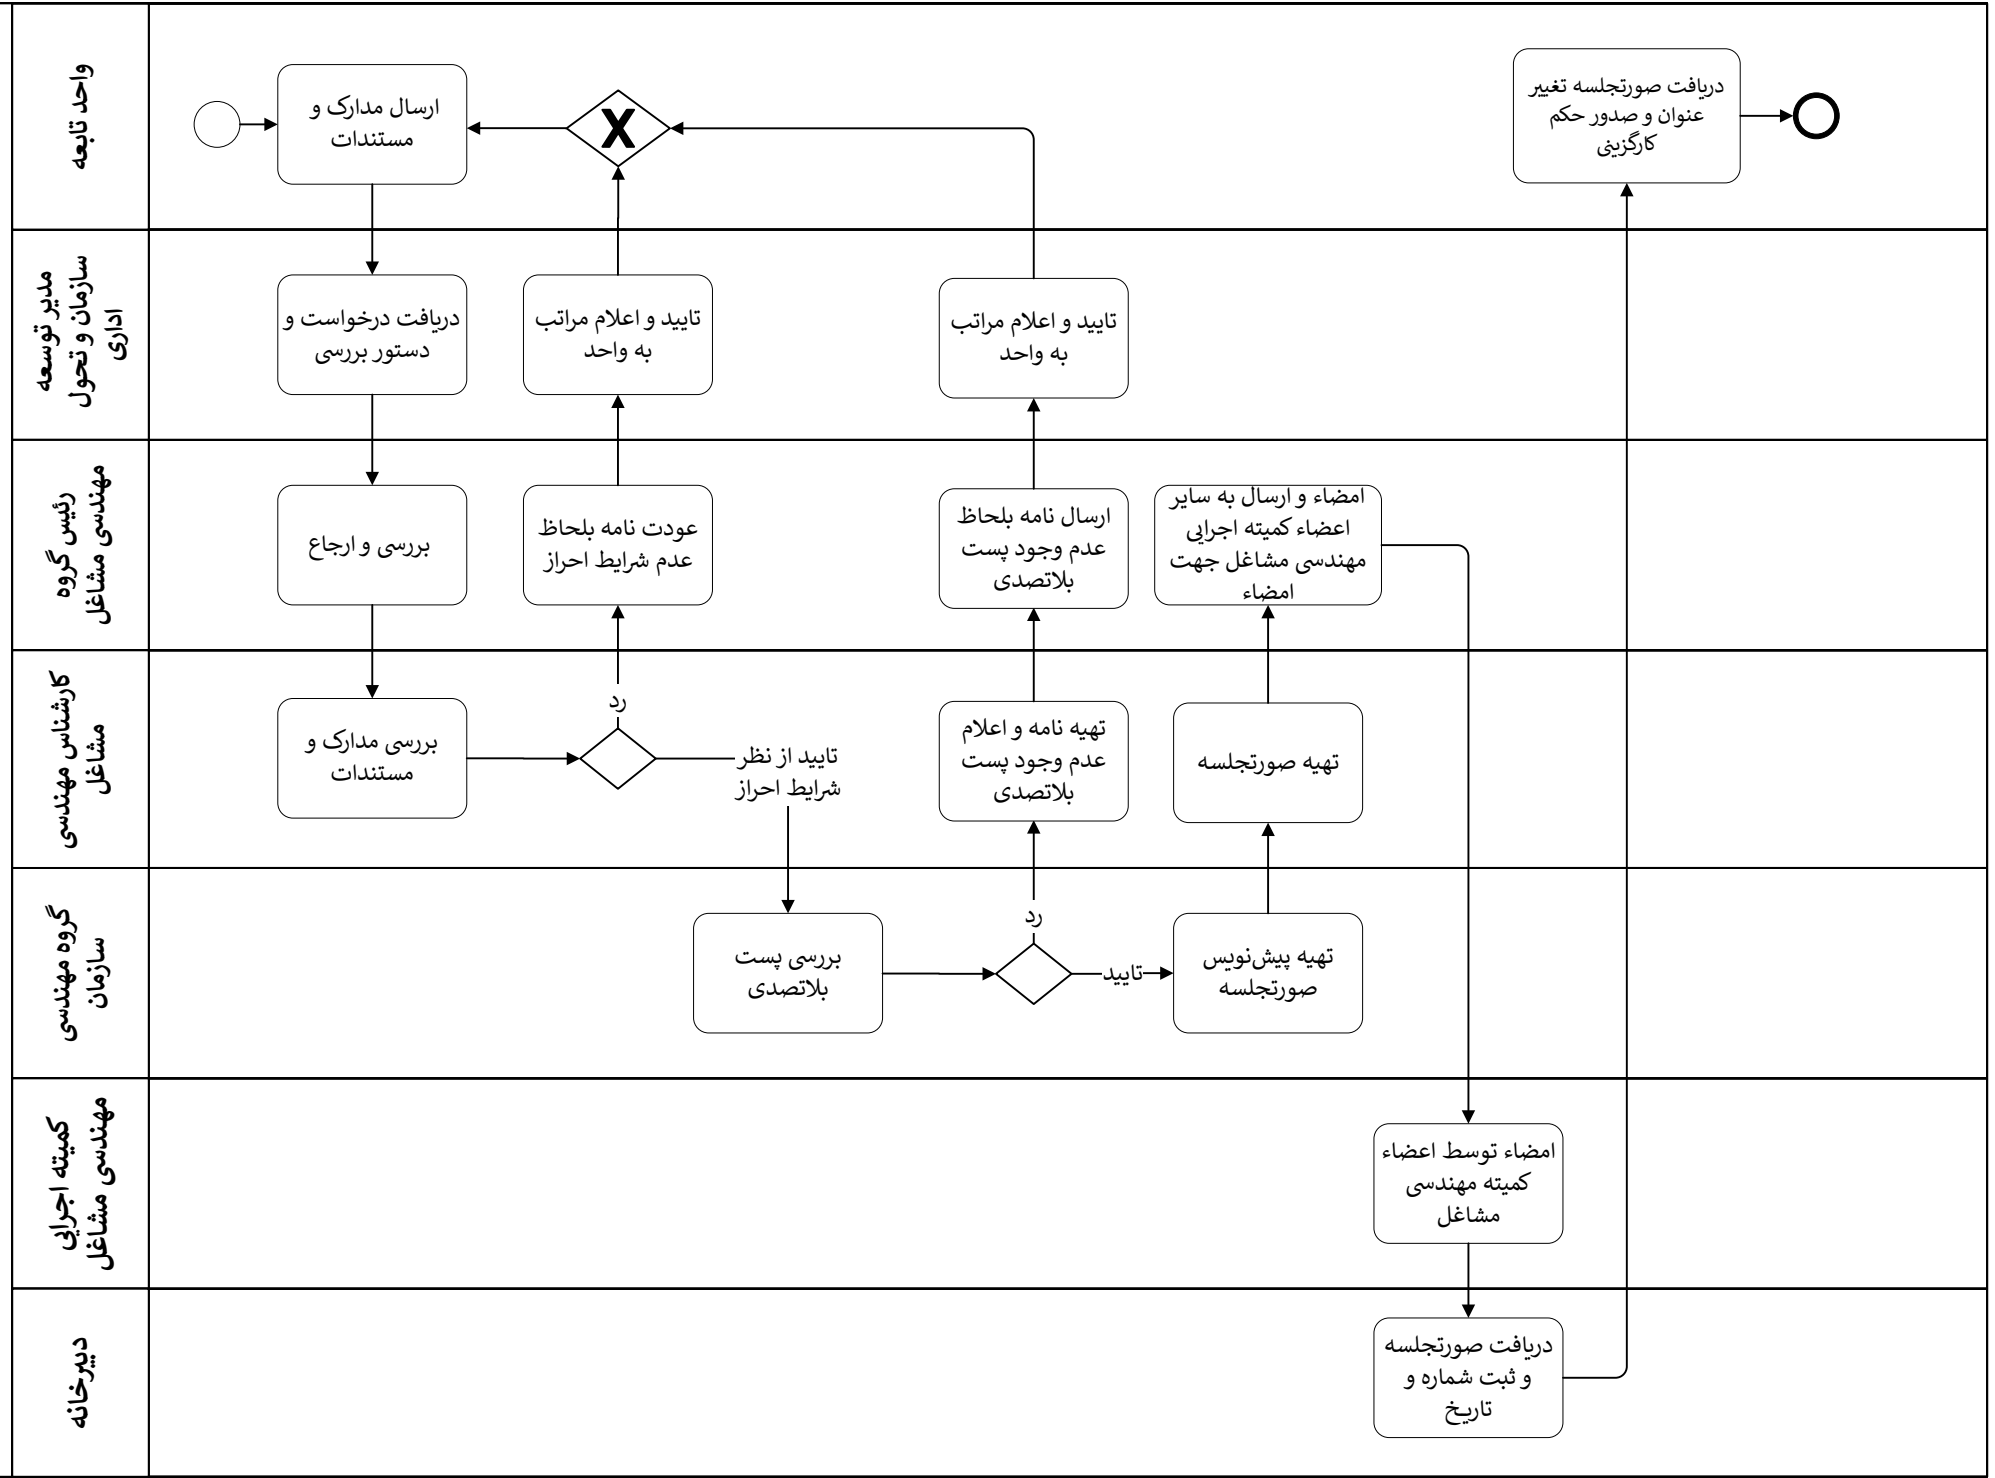 واحد تابعه
ارسال مدارک و
مستندات
X
دریافت صورتجلسه تغییر
عنوان و صدور حکم
کارگزینی
مدیر توسعه
سازمان و تحول
اداری
دریافت درخواست و
دستور بررسی
تایید و اعلام مراتب
به واحد
تایید و اعلام مراتب
به واحد
رئیس گروه
مهندسی مشاغل
بررسی و ارجاع
عودت نامه بلحاظ
عدم شرایط احراز
ارسال نامه بلحاظ
عدم وجود پست
بلاتصدی
امضاء و ارسال به سایر
اعضاء کمیته اجرایی
مهندسی مشاغل جهت
امضاء
کارشناس مهندسی
مشاغل
بررسی مدارک و
مستندات
رد
تایید از نظر
شرایط احراز
تهیه نامه و اعلام
عدم وجود پست
بلاتصدی
تهیه صورتجلسه
گروه مهندسی
سازمان
بررسی پست
بلاتصدی
رد
تایید
تهیه پیش‌نویس
صورتجلسه
کمیته اجرایی
مهندسی مشاغل
امضاء توسط اعضاء
کمیته مهندسی
مشاغل
دبیرخانه
دریافت صورتجلسه
و ثبت شماره و
تاریخ